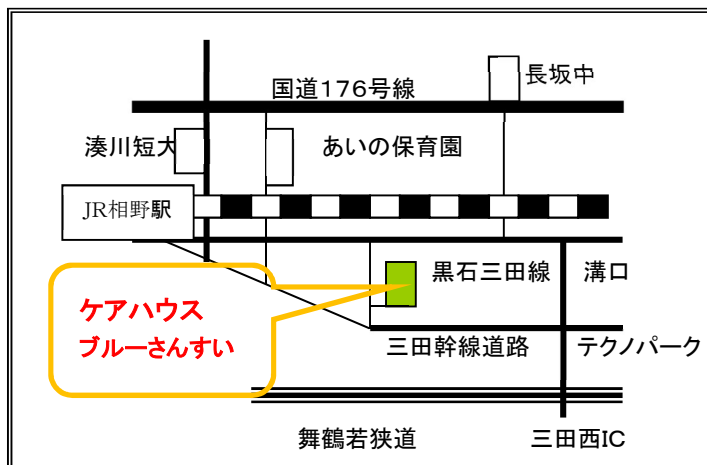 長坂中
国道176号線
湊川短大
あいの保育園
JR相野駅
黒石三田線
溝口
ケアハウス
ブルーさんすい
三田幹線道路
テクノパーク
舞鶴若狭道
三田西IC